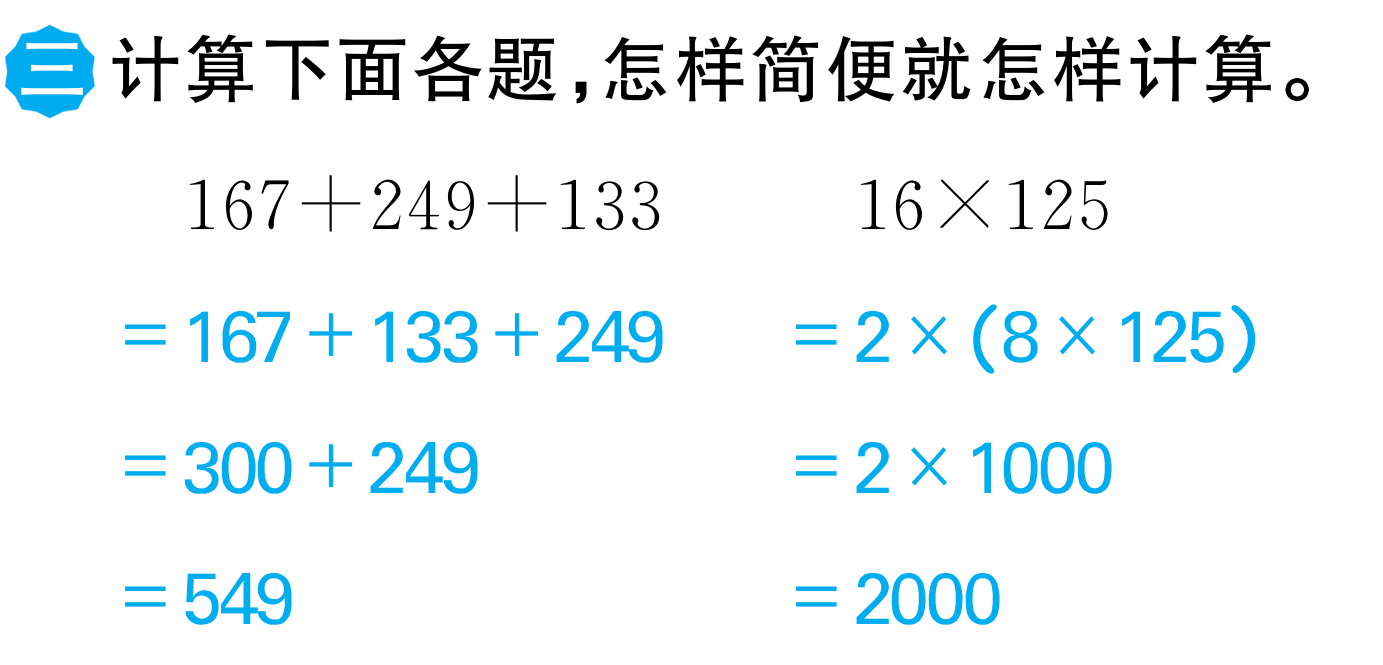 三 计算下面各题,怎样简便就怎样计算。
167+249+133 16×125
=167+133+249 =2×(8×125)
=300+249 =2×1000
=549 =2000